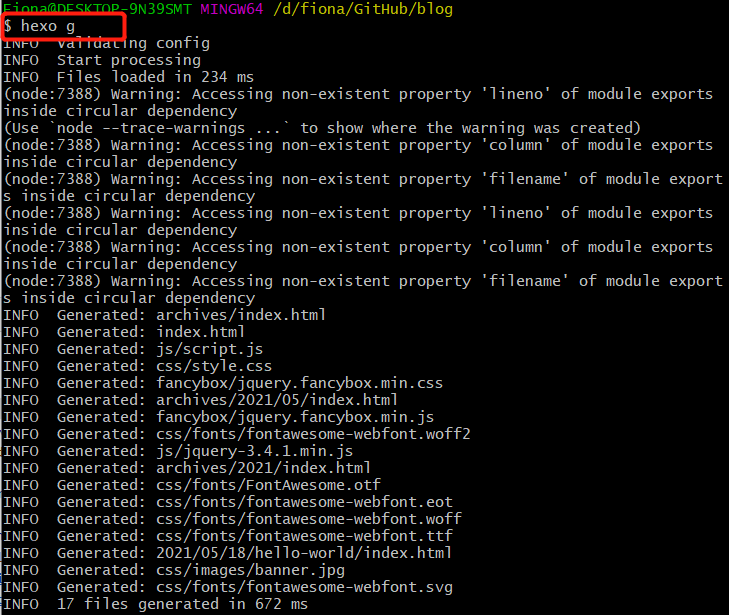 Fiona@DESKTOP-9N39SMT MINGW64 /d/fiona/GitHub/blog
$ hexo g
INFO  Validating config
INFO  Start processing
INFO  Files loaded in 234 ms
(node:7388) Warning: Accessing non-existent property 'lineno' of module exports
inside circular dependency
(Use `node --trace-warnings ...` to show where the warning was created)
(node:7388) Warning: Accessing non-existent property 'column' of module exports
inside circular dependency
(node:7388) Warning: Accessing non-existent property 'filename' of module export
s inside circular dependency
(node:7388) Warning: Accessing non-existent property 'lineno' of module exports
inside circular dependency
(node:7388) Warning: Accessing non-existent property 'column' of module exports
inside circular dependency
(node:7388) Warning: Accessing non-existent property 'filename' of module export
s inside circular dependency
INFO  Generated: archives/index.html
INFO  Generated: index.html
INFO  Generated: js/script.js
INFO  Generated: css/style.css
INFO  Generated: fancybox/jquery.fancybox.min.css
INFO  Generated: archives/2021/05/index.html
INFO  Generated: fancybox/jquery.fancybox.min.js
INFO  Generated: css/fonts/fontawesome-webfont.woff2
INFO  Generated: js/jquery-3.4.1.min.js
INFO  Generated: archives/2021/index.html
INFO  Generated: css/fonts/FontAwesome.otf
INFO  Generated: css/fonts/fontawesome-webfont.eot
INFO  Generated: css/fonts/fontawesome-webfont.woff
INFO  Generated: css/fonts/fontawesome-webfont.ttf
INFO  Generated: 2021/05/18/hello-world/index.html
INFO  Generated: css/images/banner.jpg
INFO  Generated: css/fonts/fontawesome-webfont.svg
INFO  17 files generated in 672 ms